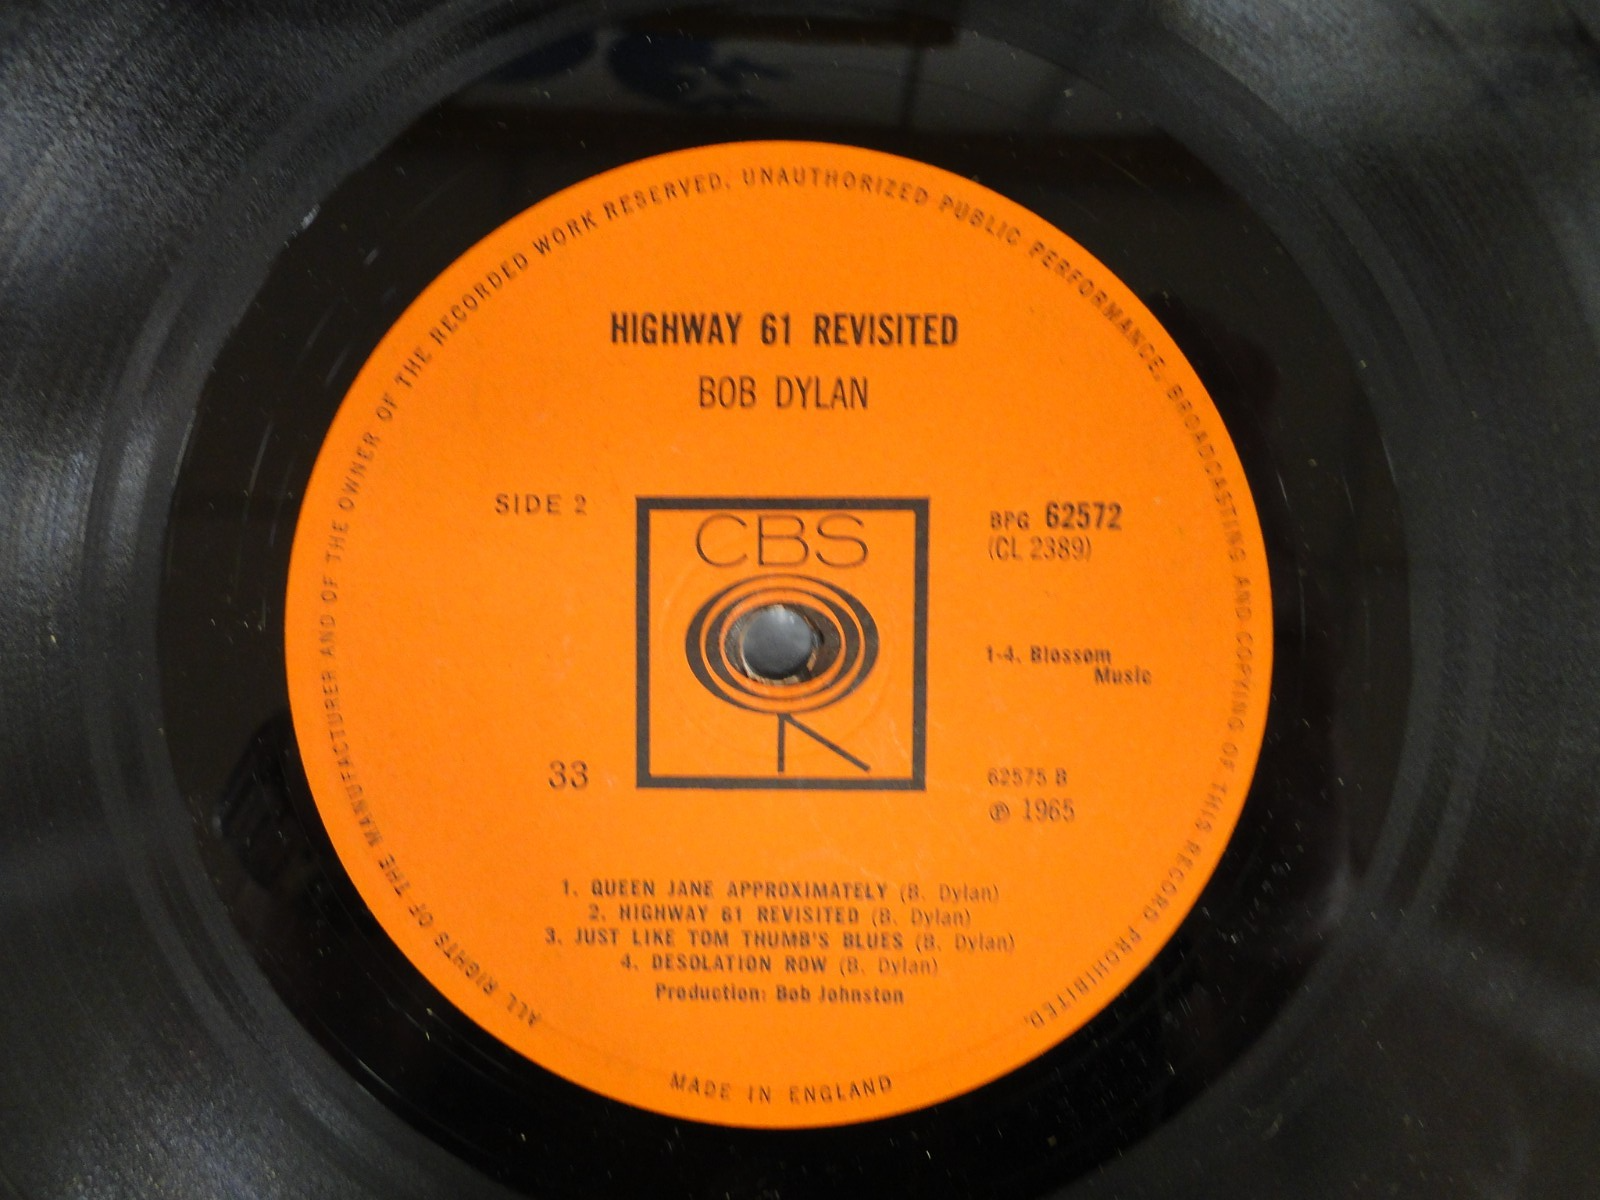 ALL RIGHTS OF THE MANUFACTURER AND OF THE OWNER OF THE RECORDED WORK RESERVED. UNAUTHORIZED PUBLIC PERFORMANCE, BROADCASTING AND COPYING OF THIS RECORD PROHIBITED.
HIGHWAY 61 REVISITED
BOB DYLAN
SIDE 2
CBS
BPG 62572
(CL 2389)
1-4. Blossom
Music
33
62575 B
℗ 1965
1. QUEEN JANE APPROXIMATELY (B. Dylan)
2. HIGHWAY 61 REVISITED (B. Dylan)
3. JUST LIKE TOM THUMB'S BLUES (B. Dylan)
4. DESOLATION ROW (B. Dylan)
Production: Bob Johnston
MADE IN ENGLAND